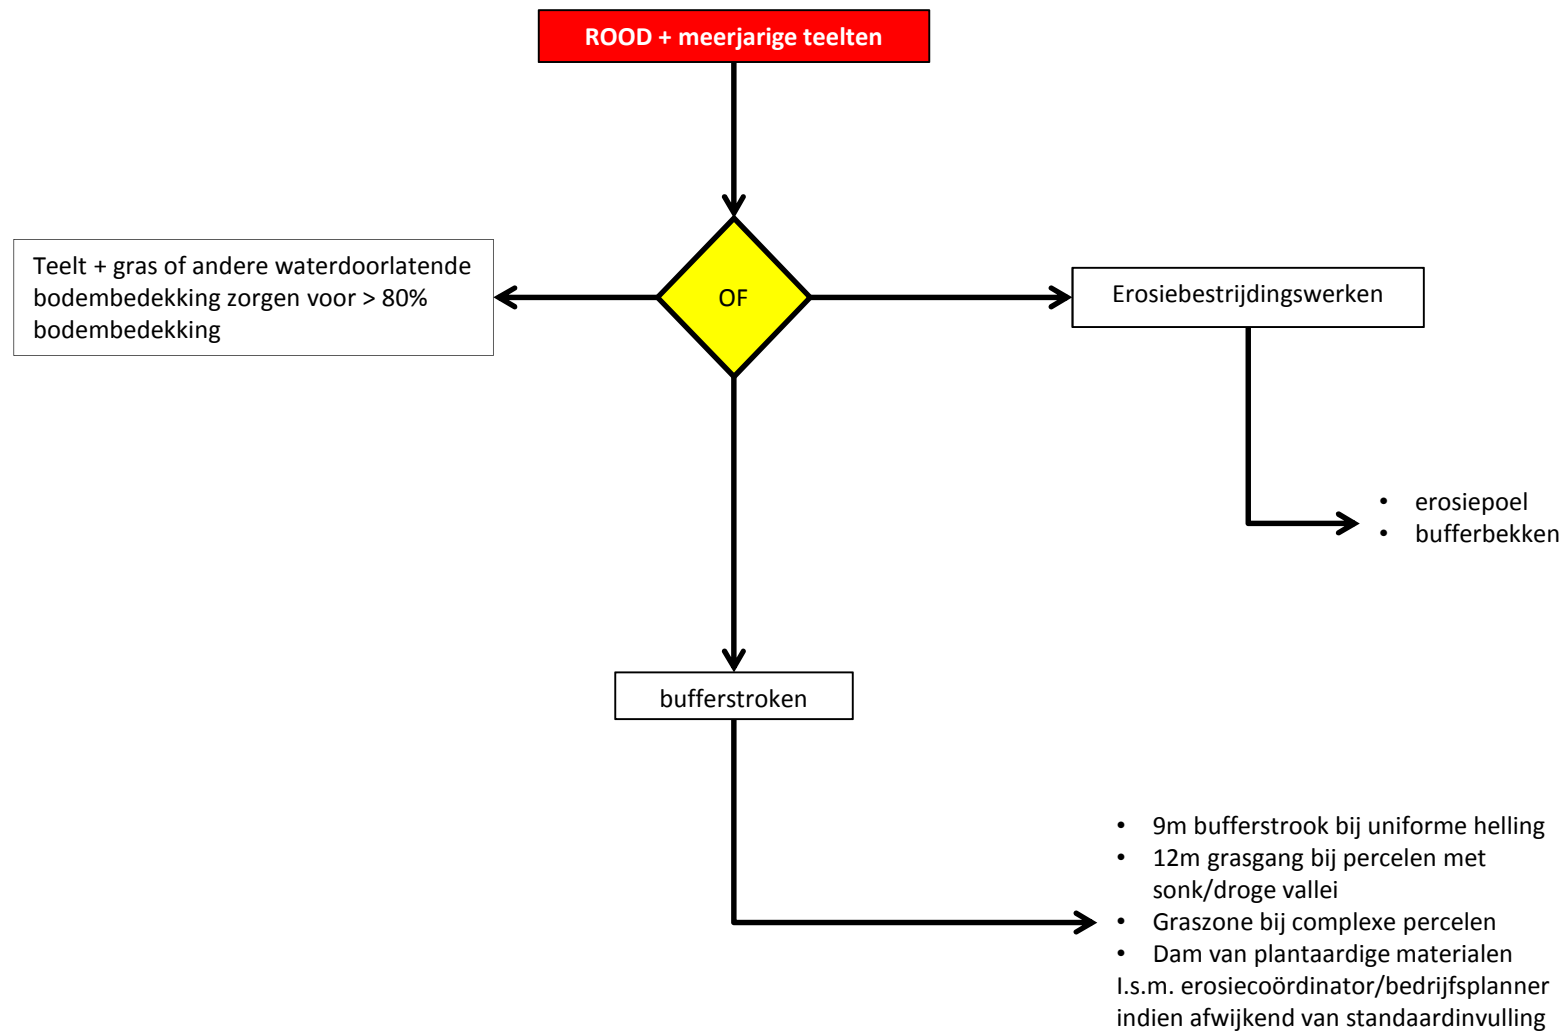 ROOD + meerjarige teelten
Teelt + gras of andere waterdoorlatende
bodembedekking zorgen voor > 80%
bodembedekking
OF
Erosiebestrijdingswerken
• erosiepoel
• bufferbekken
bufferstroken
• 9m bufferstrook bij uniforme helling
• 12m grasgang bij percelen met
sonk/droge vallei
• Graszone bij complexe percelen
• Dam van plantaardige materialen
I.s.m. erosiecoördinator/bedrijfsplanner
indien afwijkend van standaardinvulling